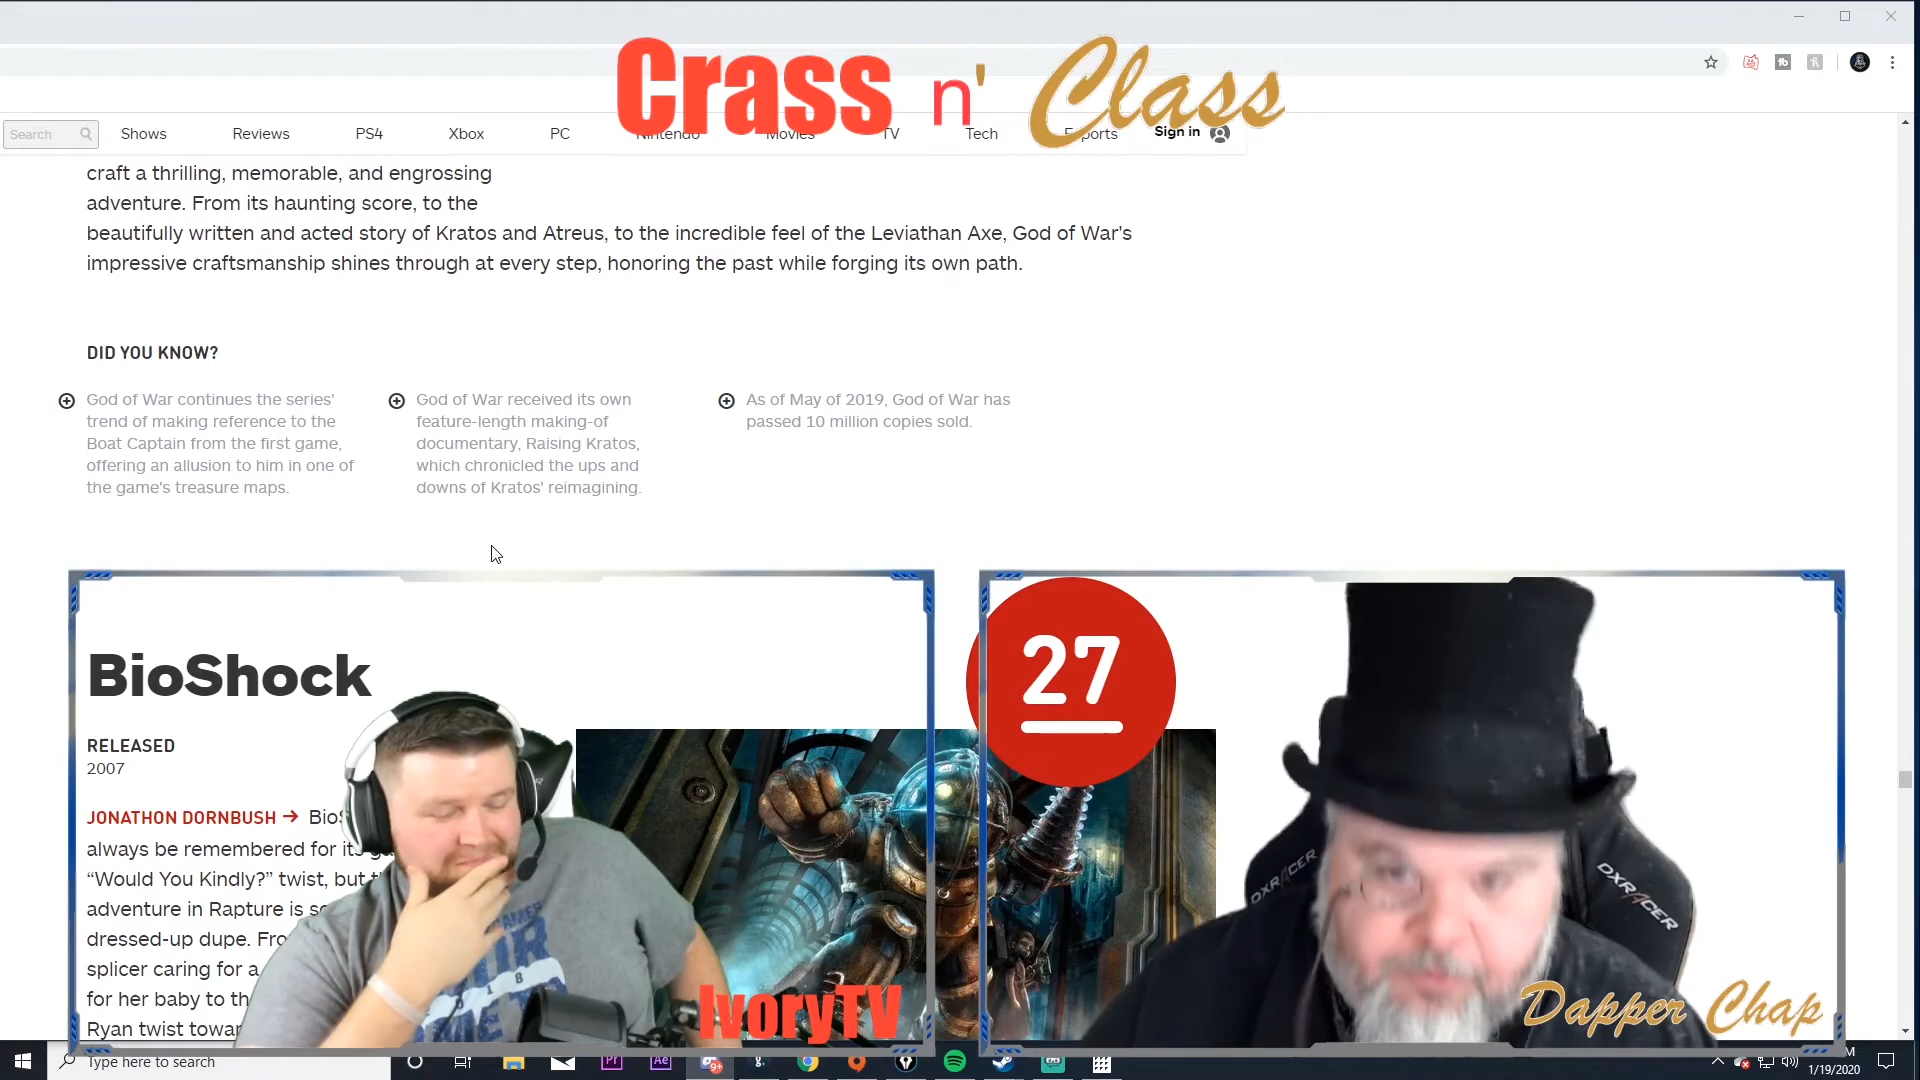 Crass n' Class
Search
Shows
Reviews
PS4
Xbox
PC
Nintendo
Movies
TV
Tech
Esports
Sign in
craft a thrilling, memorable, and engrossing
adventure. From its haunting score, to the
beautifully written and acted story of Kratos and Atreus, to the incredible feel of the Leviathan Axe, God of War's
impressive craftsmanship shines through at every step, honoring the past while forging its own path.
DID YOU KNOW?
God of War continues the series'
trend of making reference to the
Boat Captain from the first game,
offering an allusion to him in one of
the game's treasure maps.
God of War received its own
feature-length making-of
documentary, Raising Kratos,
which chronicled the ups and
downs of Kratos' reimagining.
As of May of 2019, God of War has
passed 10 million copies sold.
BioShock
27
RELEASED
2007
JONATHON DORNBUSH →
always be remembered for its
"Would You Kindly?" twist, but
adventure in Rapture is
dressed-up dupe.
splicer caring for a
for her baby to
Ryan twist
DXRACER
DXRACER
IvoryTV
Dapper Chap
Type here to search
Pr
Ae
9+
1/19/2020